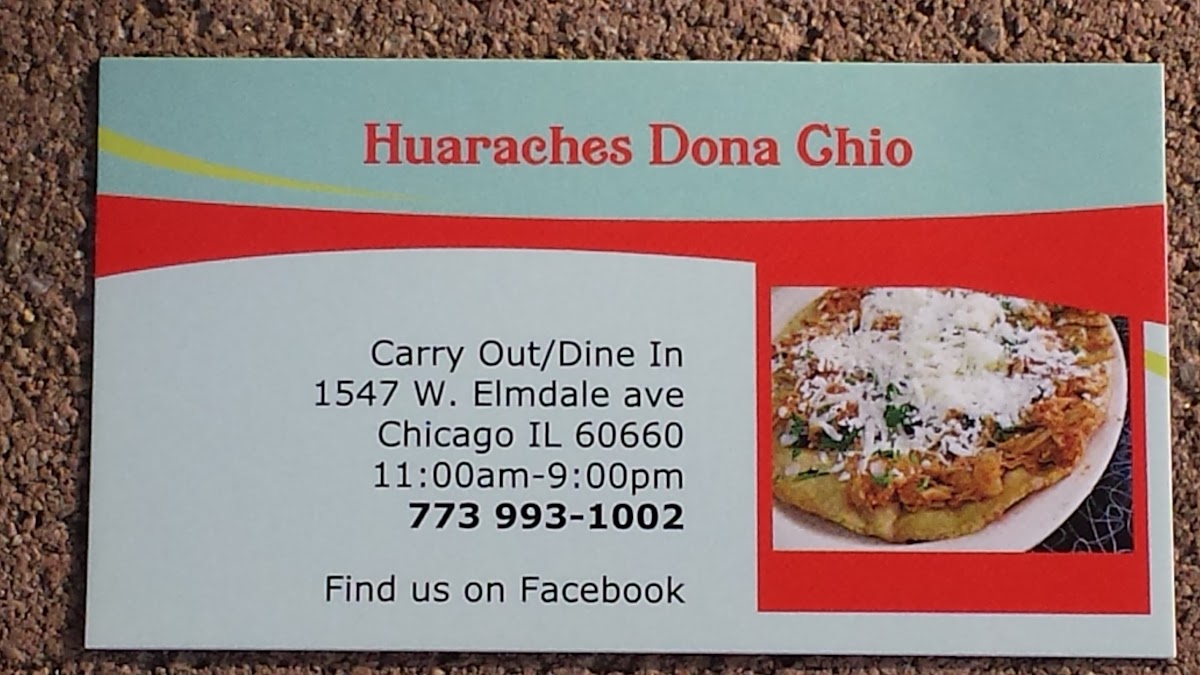 Huaraches Dona Chio
Carry Out/Dine In
1547 W. Elmdale ave
Chicago IL 60660
11:00am-9:00pm
773 993-1002
Find us on Facebook